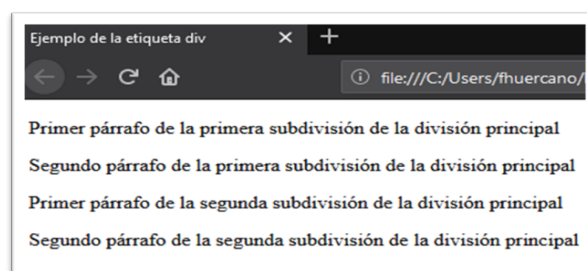 Ejemplo de la etiqueta div
file:///C:/Users/fhuercano/
Primer párrafo de la primera subdivisión de la división principal
Segundo párrafo de la primera subdivisión de la división principal
Primer párrafo de la segunda subdivisión de la división principal
Segundo párrafo de la segunda subdivisión de la división principal